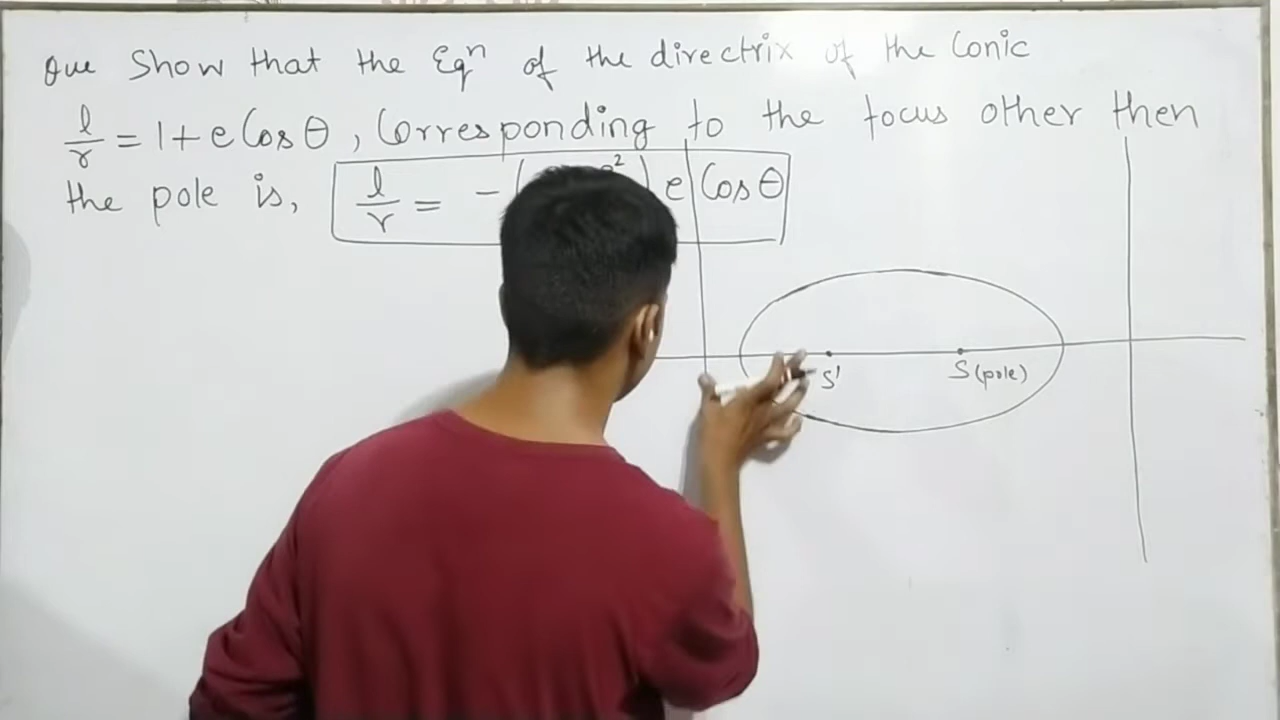 Que Show that the Eqⁿ of the directrix of the Conic
l/r = 1 + e Cos θ , Corresponding to the focus other then
the pole is, l/r = - ( ² ) e Cos θ
S' S (pole)